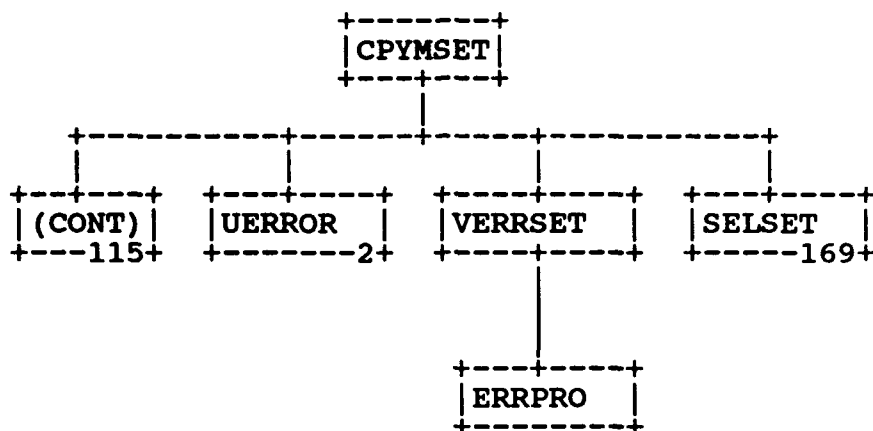 CPYMSET
(CONT) UERROR VERRSET SELSET
115 2 169
ERRPRO